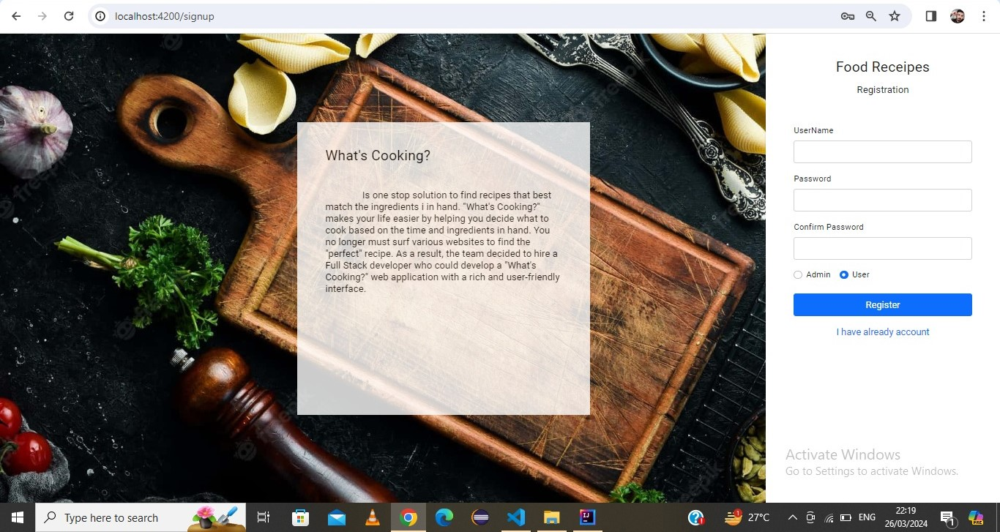 localhost:4200/signup
Food Receipes
Registration
What's Cooking?
Is one stop solution to find recipes that best
match the ingredients i in hand. "What's Cooking?"
makes your life easier by helping you decide what to
cook based on the time and ingredients in hand. You
no longer must surf various websites to find the
"perfect" recipe. As a result, the team decided to hire a
Full Stack developer who could develop a "What's
Cooking?" web application with a rich and user-friendly
interface.
UserName
Password
Confirm Password
Admin User
Register
I have already account
Activate Windows
Go to Settings to activate Windows.
Type here to search
27°C
ENG
22:19
26/03/2024
1
PRE